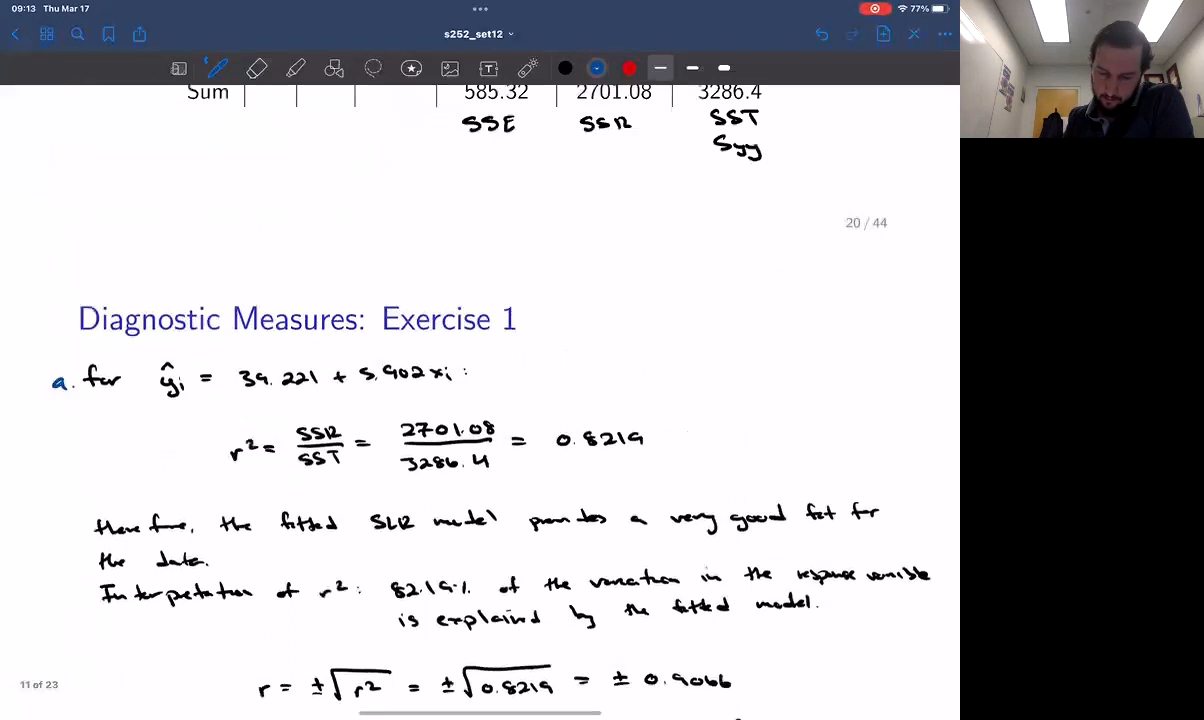 09:13 Thu Mar 17
77%
s252_set12
Sum 585.32 2701.08 3286.4
SSE SSR SST
Syy
20 / 44
Diagnostic Measures: Exercise 1
a. for ŷi = 39.221 + 5.902xi:
r² = SSR/SST = 2701.08/3286.4 = 0.8219
therefore, the fitted SLR model provides a very good fit for
the data.
Interpretation of r²: 82.19% of the variation in the response variable
is explained by the fitted model.
11 of 23
r = ±√r² = ±√0.8219 = ± 0.9066